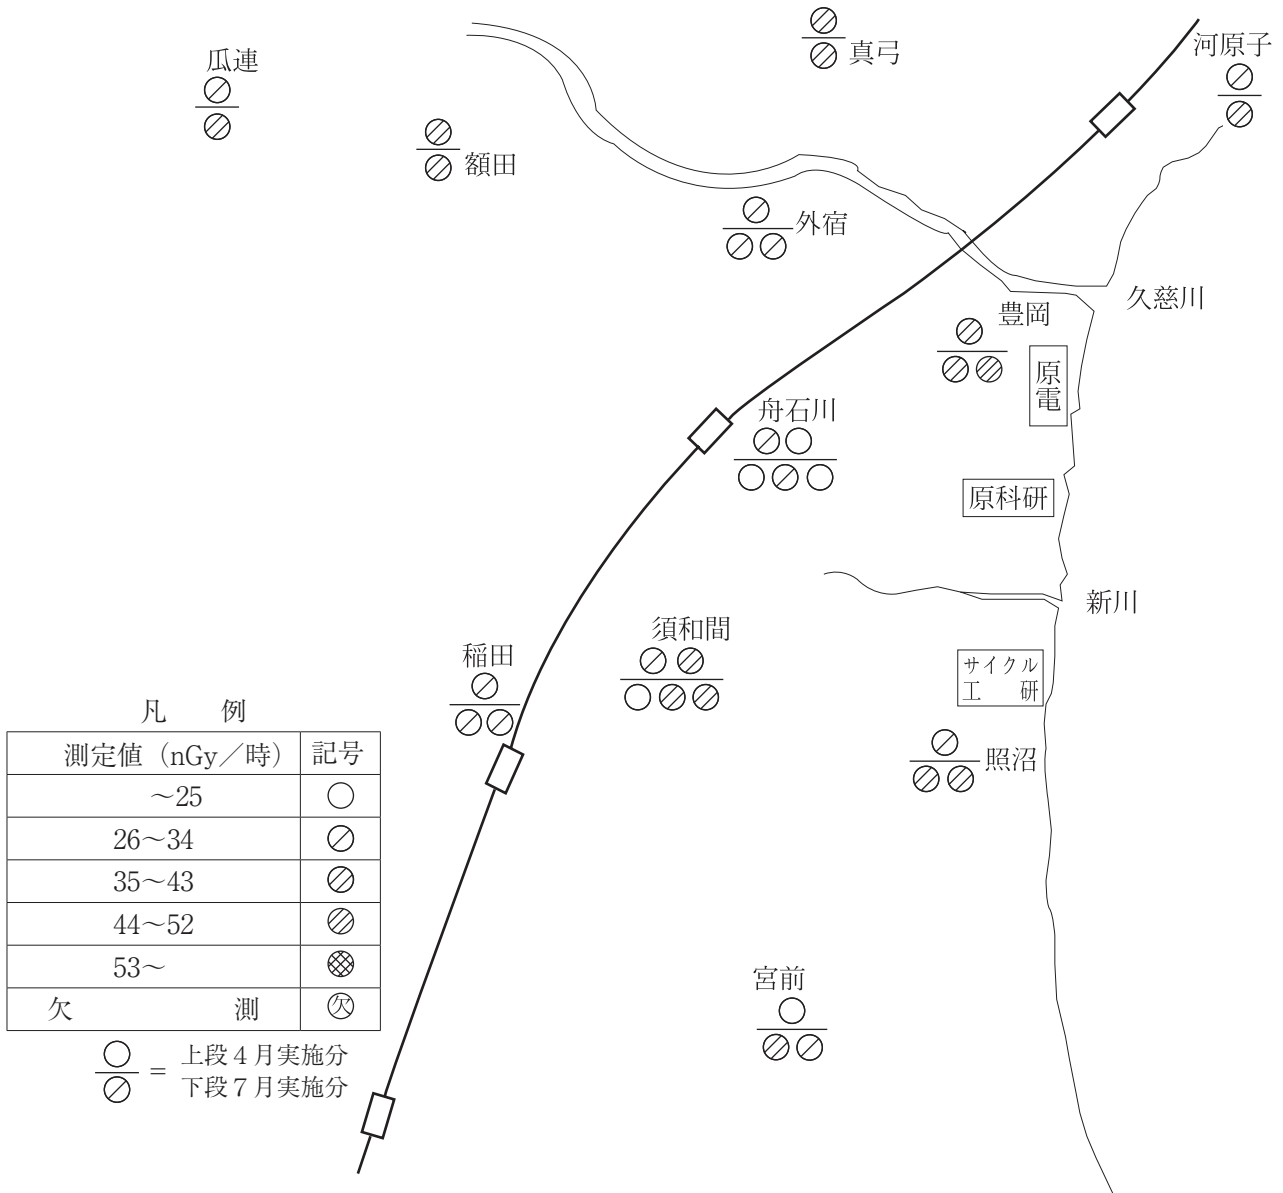 真弓
河原子
瓜連
額田
外宿
久慈川
豊岡
原電
舟石川
原科研
新川
須和間
稲田
サイクル
工 研
照沼
宮前
凡 例
測定値（nGy／時） 記号
～25
26～34
35～43
44～52
53～
欠 測 欠
＝ 上段４月実施分
下段７月実施分